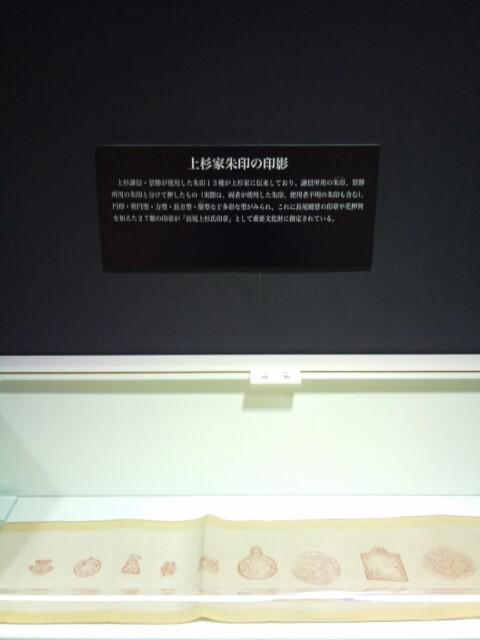 上杉家朱印の印影
上杉謙信・景勝が使用した朱印13種が上杉家に伝来しており、謙信所用の朱印、景勝
所用の朱印と分けて押したもの（実際は、両者が使用した朱印、使用者不明の朱印も含む）。
円形・楕円型・方型・長方型・壺型など多彩な型がみられ、これに長尾晴景の印章や花押判
を加えた27顆の印章が「長尾上杉氏印章」として重要文化財に指定されている。